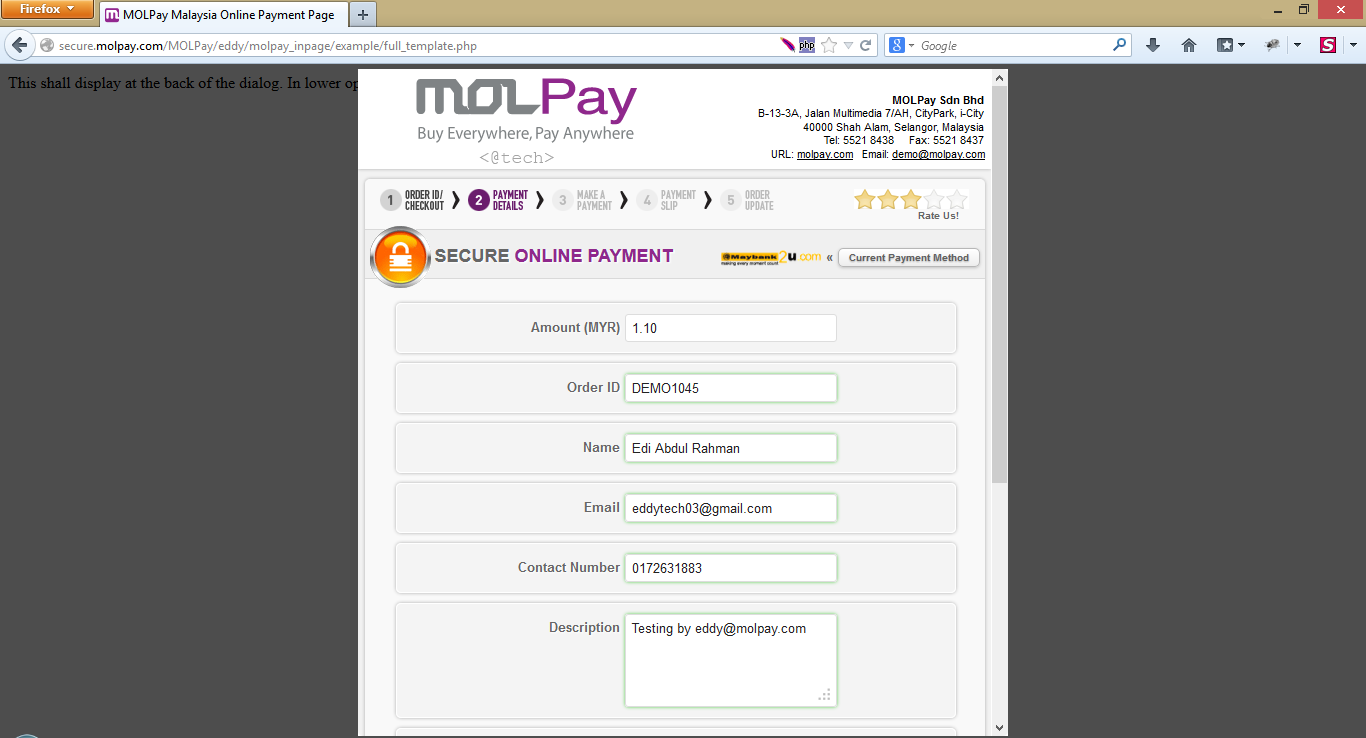 Firefox
MOLPay Malaysia Online Payment Page
secure.molpay.com/MOLPay/eddy/molpay_inpage/example/full_template.php
php
Google
This shall display at the back of the dialog. In lower op
MOLPay
Buy Everywhere, Pay Anywhere
<@tech>
MOLPay Sdn Bhd
B-13-3A, Jalan Multimedia 7/AH, CityPark, i-City
40000 Shah Alam, Selangor, Malaysia
Tel: 5521 8438 Fax: 5521 8437
URL: molpay.com Email: demo@molpay.com
1 ORDER ID/ CHECKOUT
2 PAYMENT DETAILS
3 MAKE A PAYMENT
4 PAYMENT SLIP
5 ORDER UPDATE
Rate Us!
SECURE ONLINE PAYMENT
Maybank2u.com « Current Payment Method
making every moment count
Amount (MYR) 1.10
Order ID DEMO1045
Name Edi Abdul Rahman
Email eddytech03@gmail.com
Contact Number 0172631883
Description Testing by eddy@molpay.com